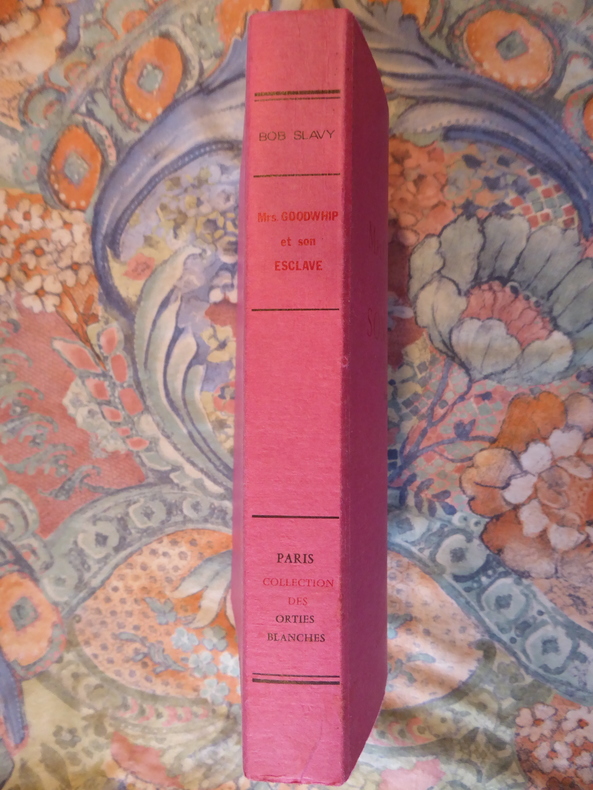 BOB SLAVY
Mrs GOODWHIP
et son
ESCLAVE
PARIS
COLLECTION
DES
ORTIES
BLANCHES